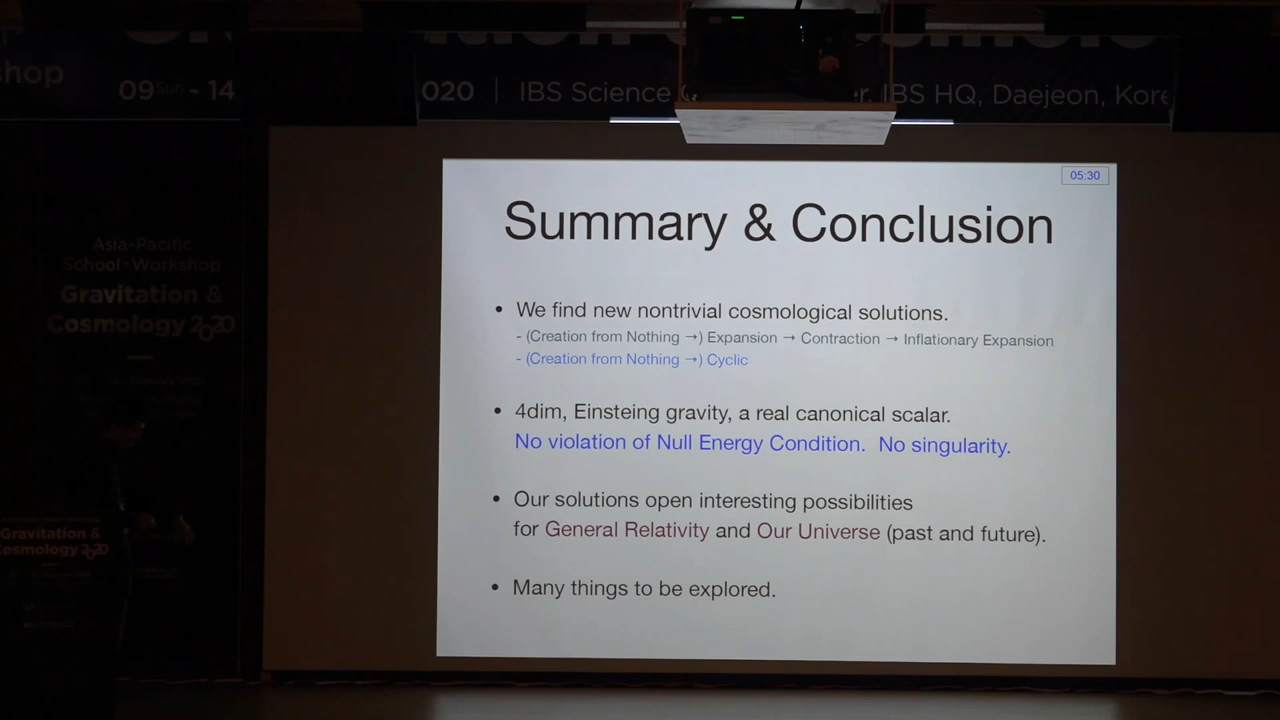 hop
09Sun - 14
020 | IBS Science
er, IBS HQ, Daejeon, Kore
Asia-Pacific
School · Workshop
Gravitation &
Cosmology 2020
05:30
Summary & Conclusion
• We find new nontrivial cosmological solutions.
- (Creation from Nothing →) Expansion → Contraction → Inflationary Expansion
- (Creation from Nothing →) Cyclic
• 4dim, Einsteing gravity, a real canonical scalar.
No violation of Null Energy Condition. No singularity.
• Our solutions open interesting possibilities
for General Relativity and Our Universe (past and future).
• Many things to be explored.
Gravitation &
Cosmology 2020